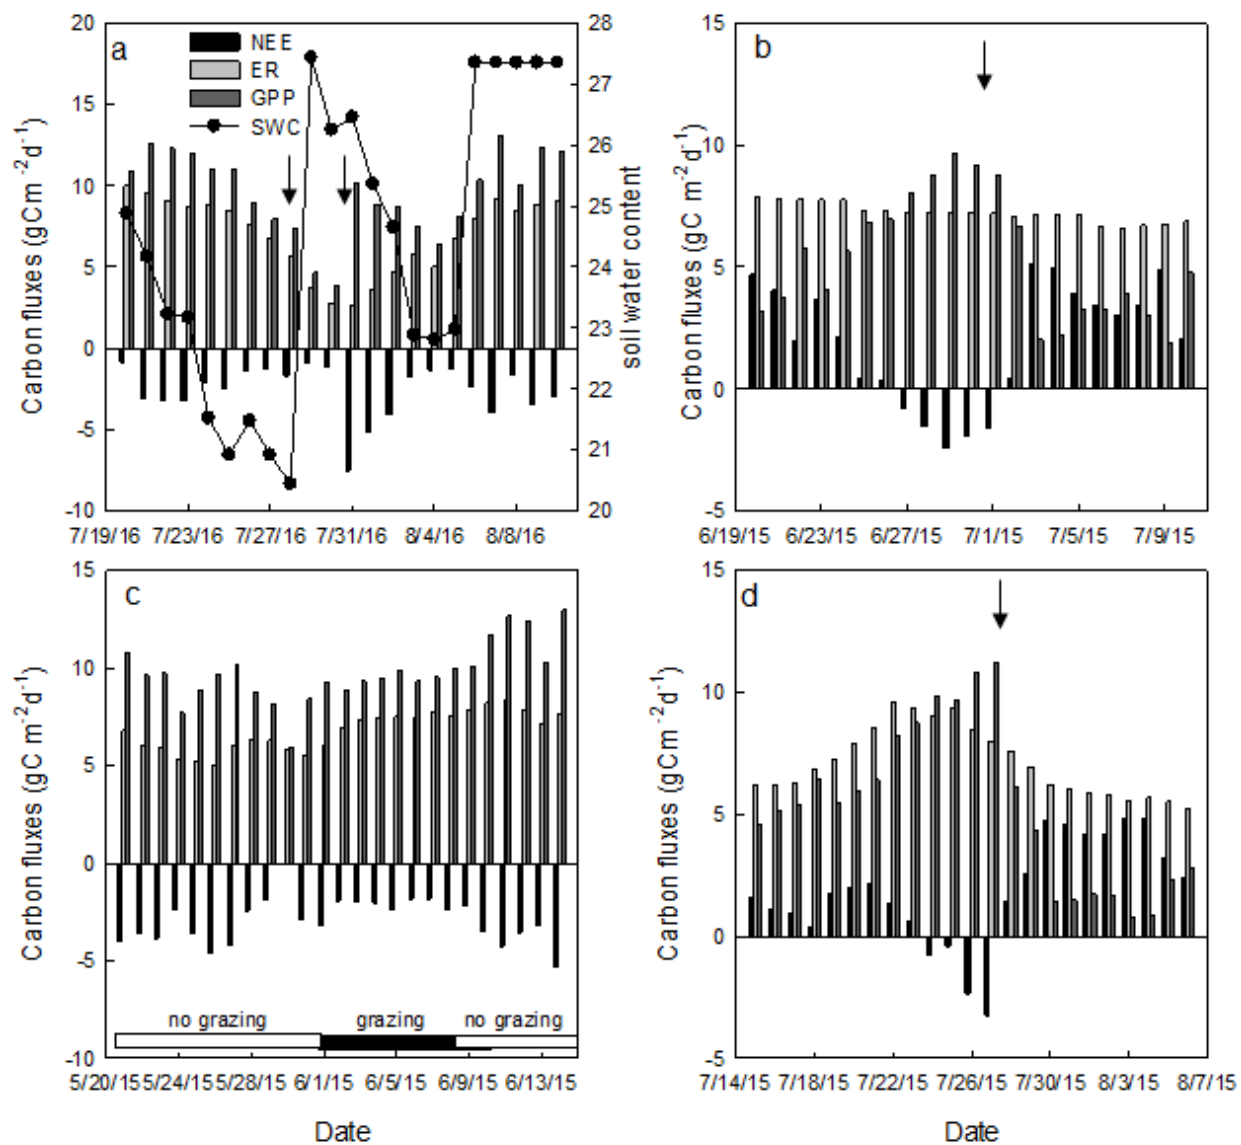 a
NEE
ER
GPP
SWC
20
15
10
5
0
-5
-10
Carbon fluxes (gCm⁻²d⁻¹)
28
27
26
25
24
23
22
21
20
soil water content
7/19/16 7/23/16 7/27/16 7/31/16 8/4/16 8/8/16
b
15
10
5
0
-5
Carbon fluxes (gC m⁻²d⁻¹)
6/19/15 6/23/15 6/27/15 7/1/15 7/5/15 7/9/15
c
15
10
5
0
-5
-10
Carbon fluxes (gC m⁻²d⁻¹)
no grazing grazing no grazing
5/20/15 5/24/15 5/28/15 6/1/15 6/5/15 6/9/15 6/13/15
Date
d
15
10
5
0
-5
Carbon fluxes (gCm⁻²d⁻¹)
7/14/15 7/18/15 7/22/15 7/26/15 7/30/15 8/3/15 8/7/15
Date